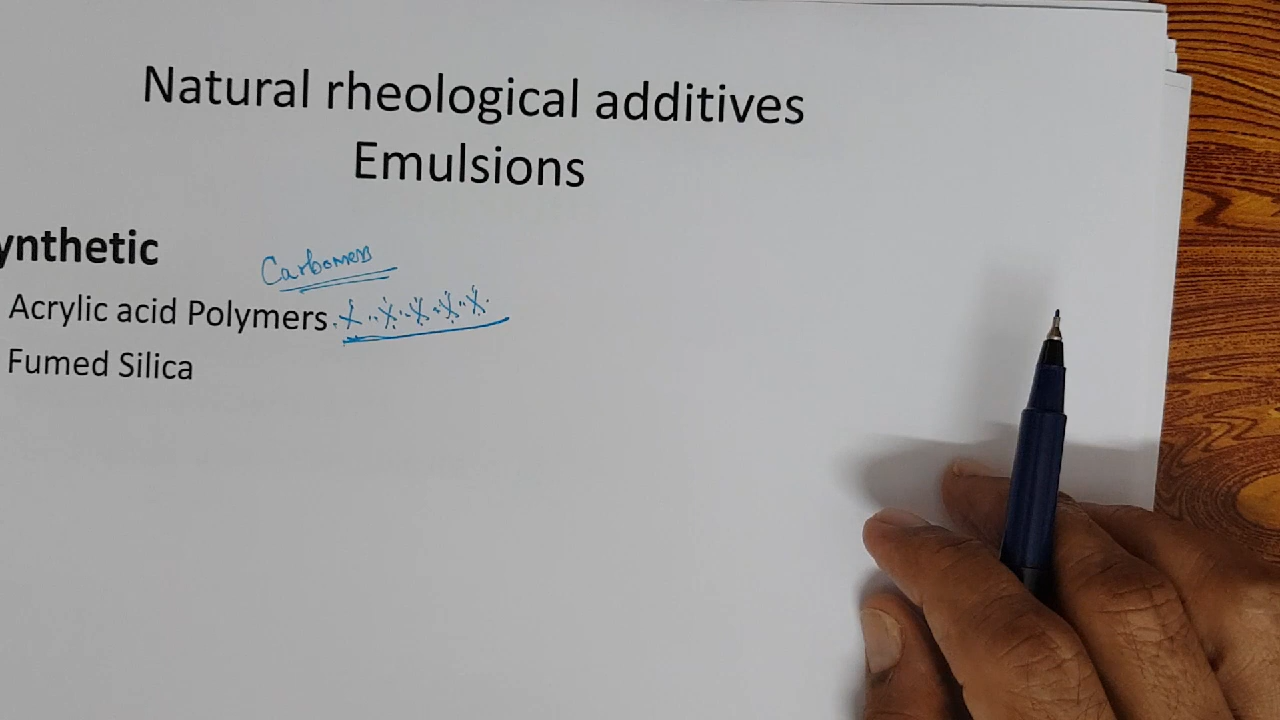 Natural rheological additives
Emulsions
ynthetic
Carbomers
Acrylic acid Polymers
Fumed Silica